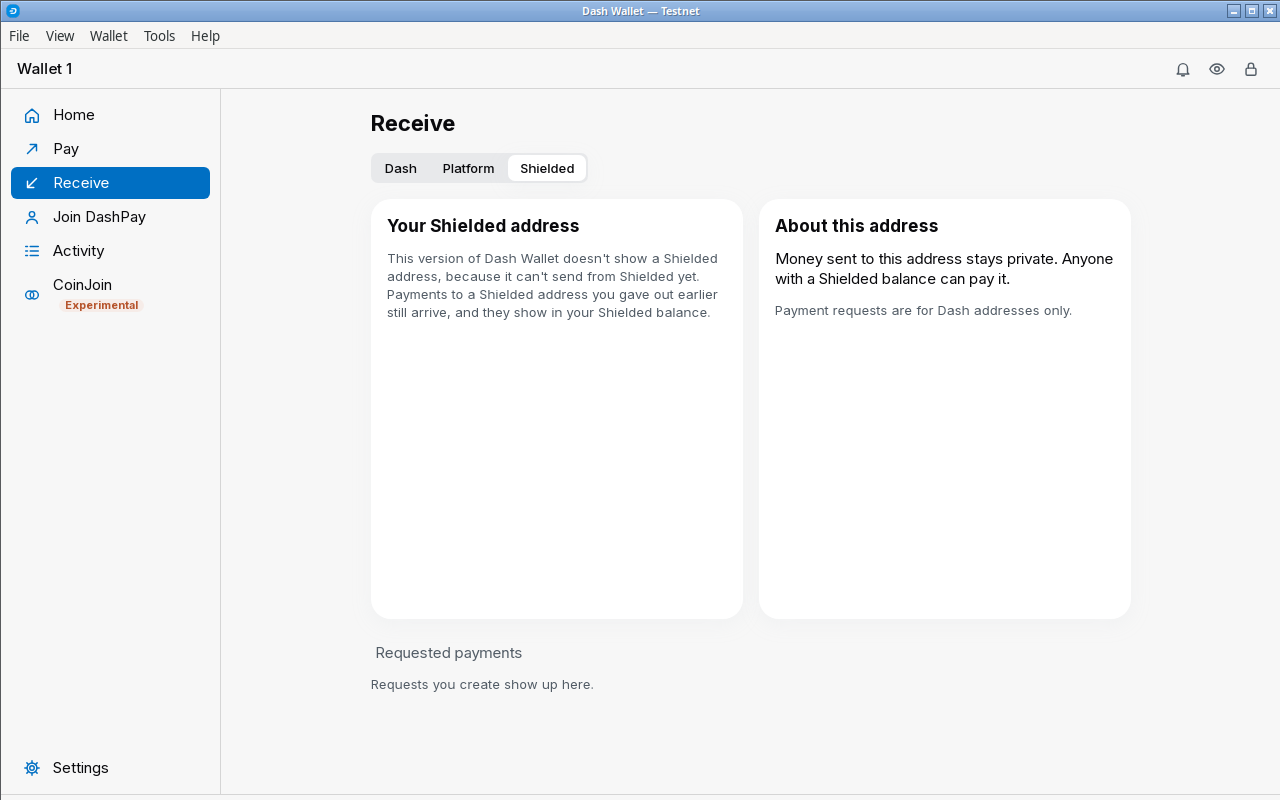 Dash Wallet — Testnet
File View Wallet Tools Help
Wallet 1
Home
Pay
Receive
Join DashPay
Activity
CoinJoin
Experimental
Settings
Receive
Dash Platform Shielded
Your Shielded address
This version of Dash Wallet doesn't show a Shielded
address, because it can't send from Shielded yet.
Payments to a Shielded address you gave out earlier
still arrive, and they show in your Shielded balance.
About this address
Money sent to this address stays private. Anyone
with a Shielded balance can pay it.
Payment requests are for Dash addresses only.
Requested payments
Requests you create show up here.